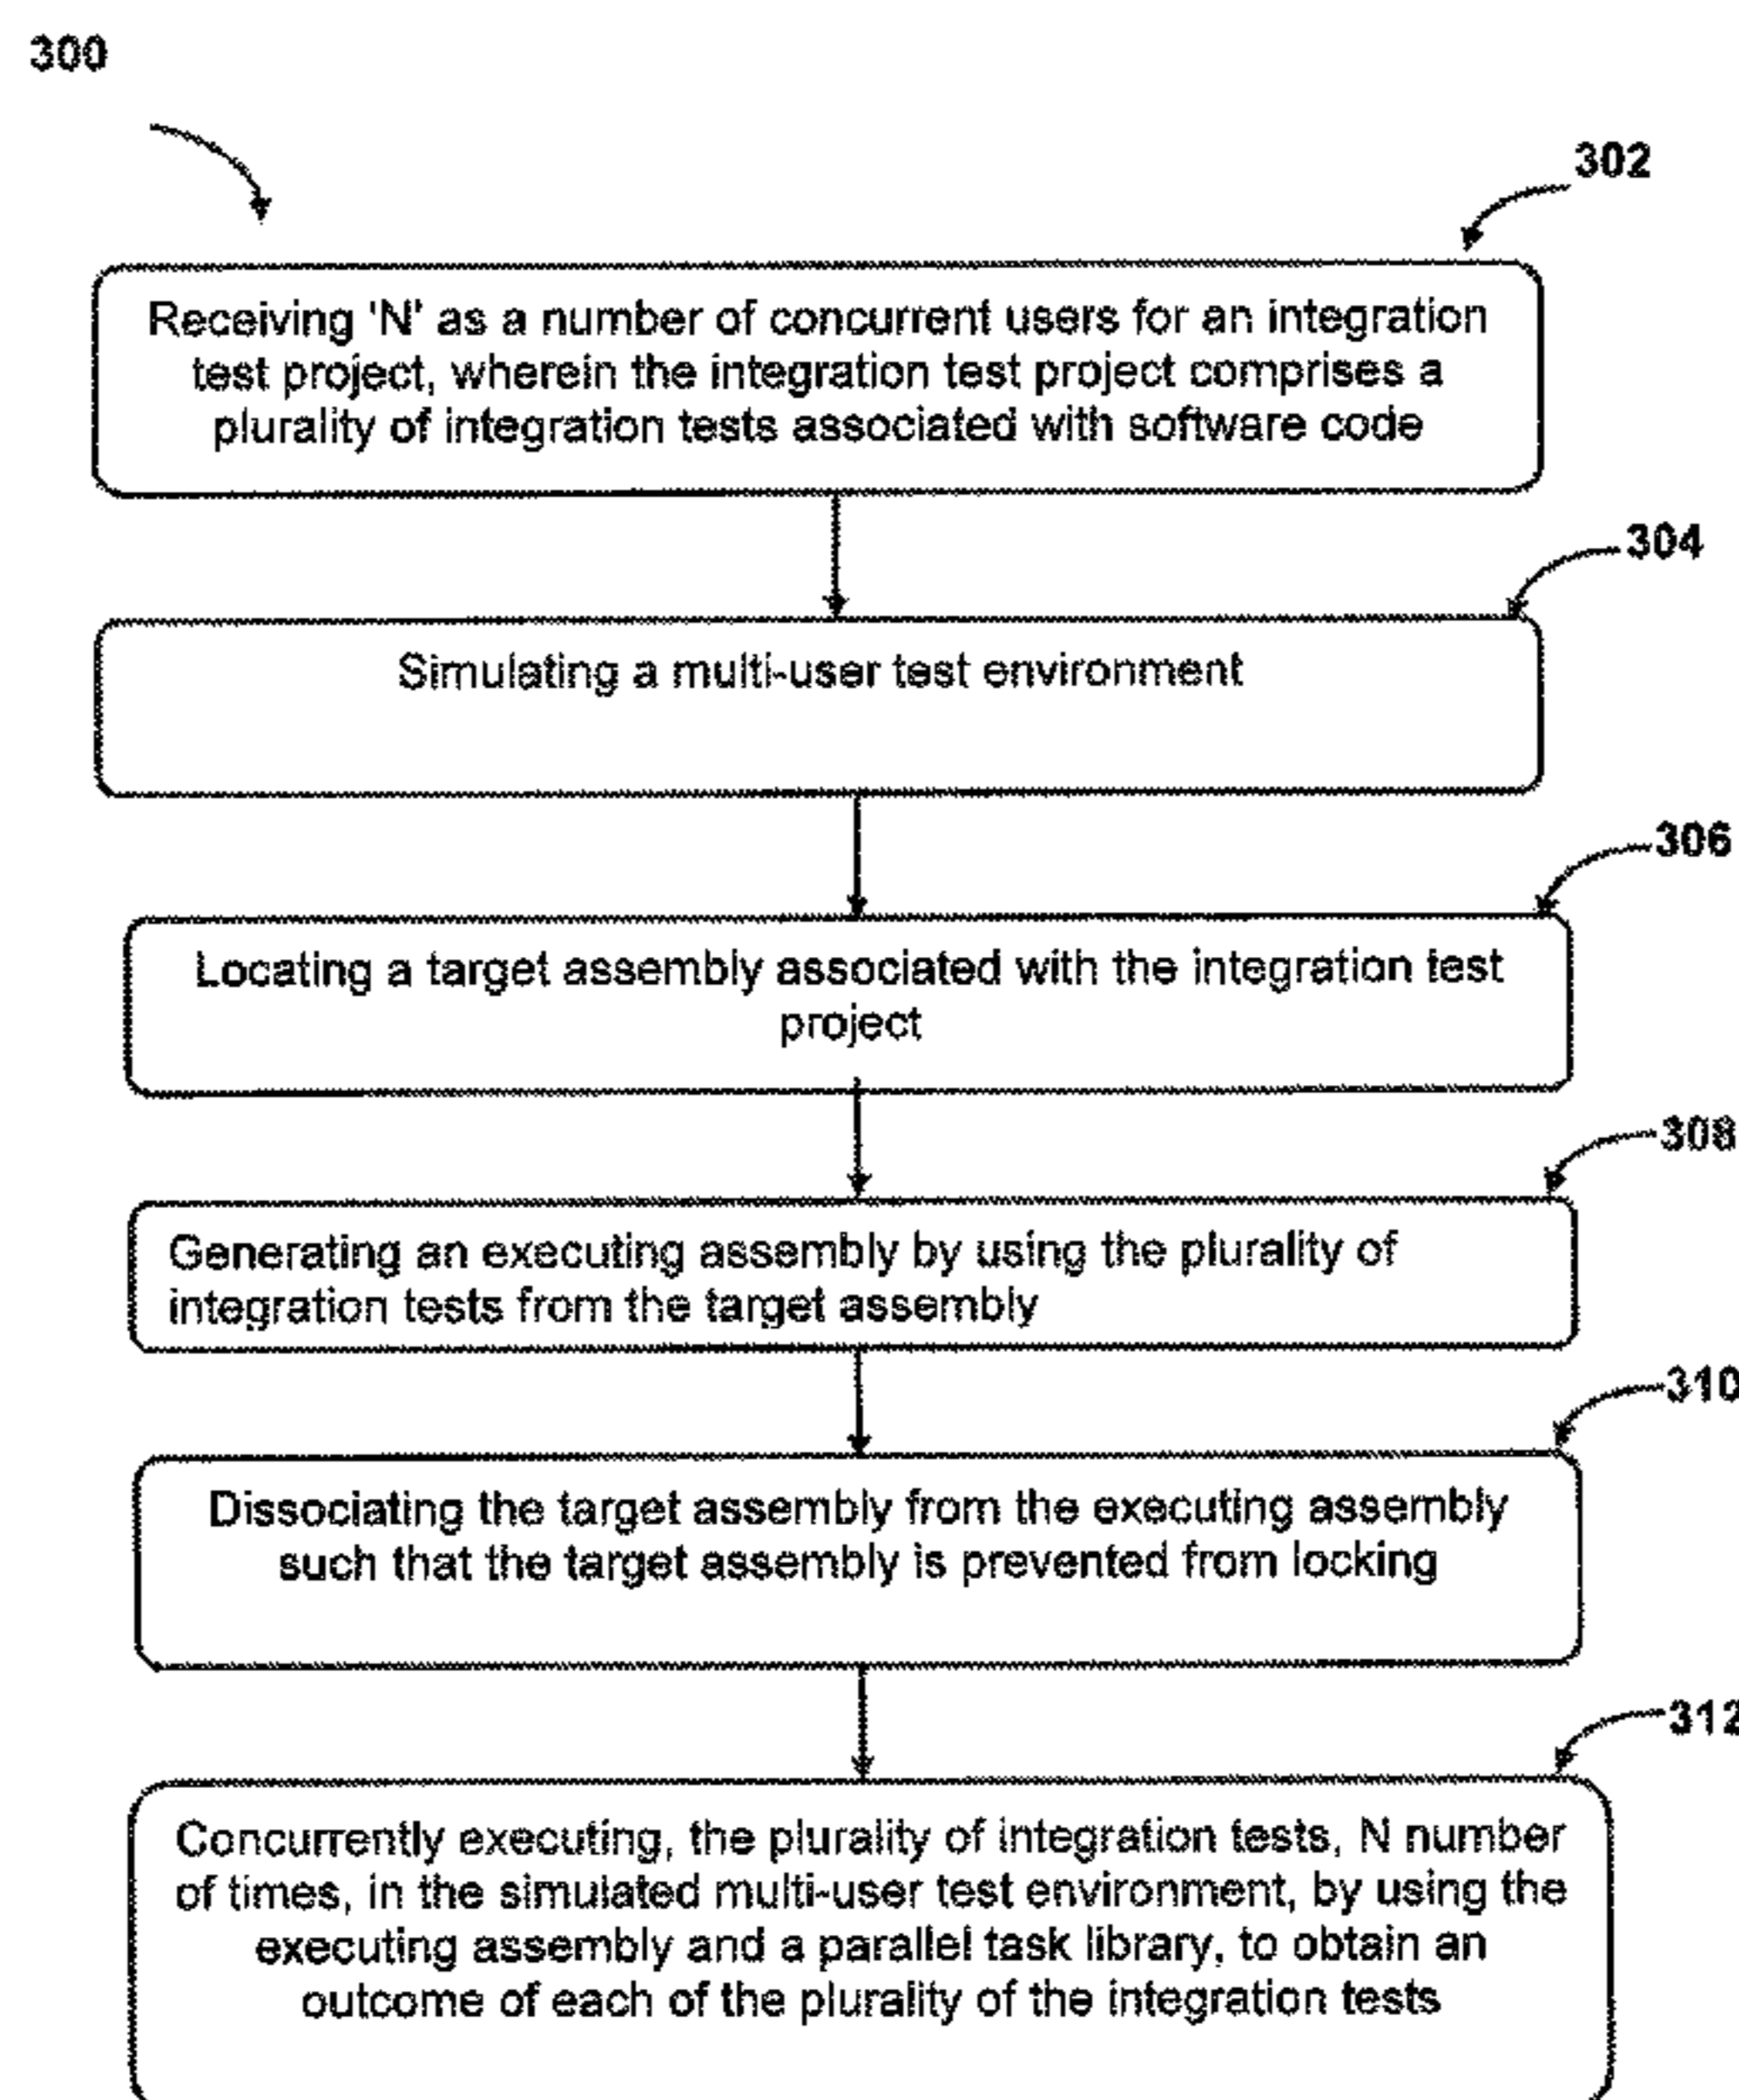 300
302
Receiving 'N' as a number of concurrent users for an integration
test project, wherein the integration test project comprises a
plurality of integration tests associated with software code
304
Simulating a multi-user test environment
306
Locating a target assembly associated with the integration test
project
308
Generating an executing assembly by using the plurality of
integration tests from the target assembly
310
Dissociating the target assembly from the executing assembly
such that the target assembly is prevented from locking
312
Concurrently executing, the plurality of integration tests, N number
of times, in the simulated multi-user test environment, by using the
executing assembly and a parallel task library, to obtain an
outcome of each of the plurality of the integration tests